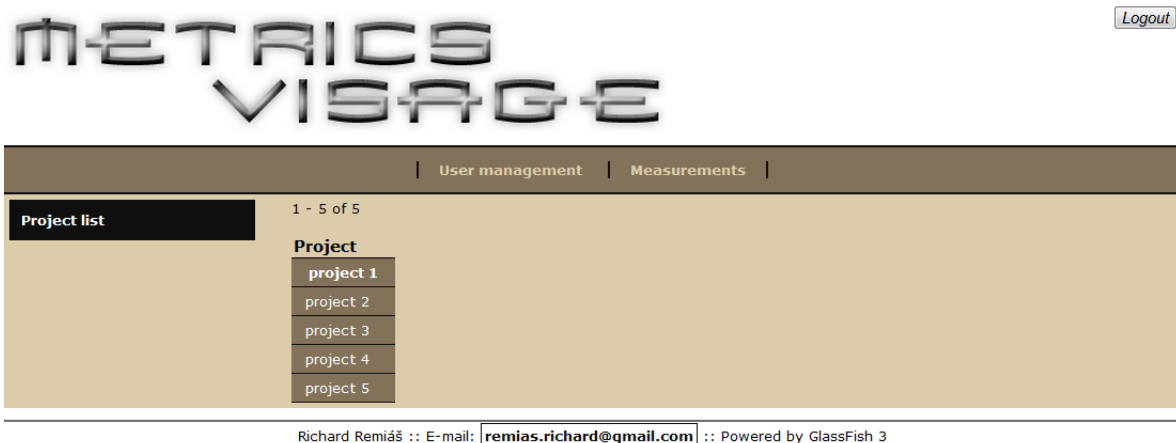 METRICS
VISAGE
Logout
| User management | Measurements |
Project list
1 - 5 of 5
Project
project 1
project 2
project 3
project 4
project 5
Richard Remiáš :: E-mail: remias.richard@gmail.com :: Powered by GlassFish 3